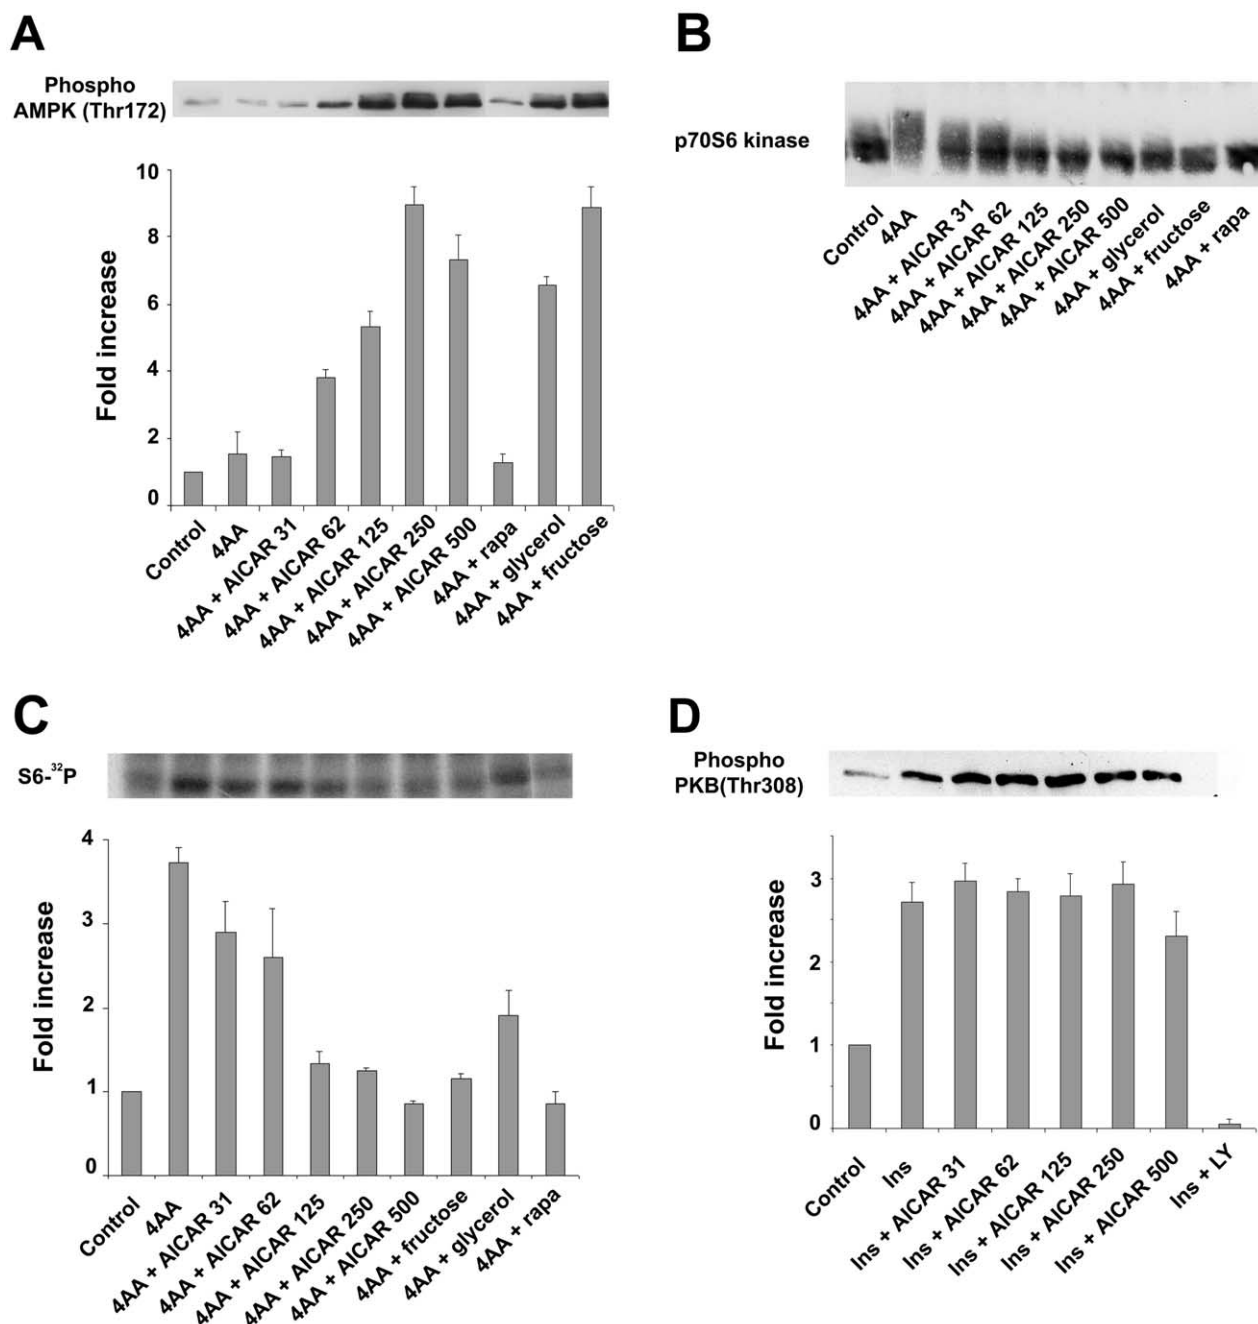 A
Phospho
AMPK (Thr172)
10
8
6
4
2
0
Fold increase
Control
4AA
4AA + AICAR 31
4AA + AICAR 62
4AA + AICAR 125
4AA + AICAR 250
4AA + AICAR 500
4AA + rapa
4AA + glycerol
4AA + fructose
B
p70S6 kinase
Control
4AA
4AA + AICAR 31
4AA + AICAR 62
4AA + AICAR 125
4AA + AICAR 250
4AA + AICAR 500
4AA + glycerol
4AA + fructose
4AA + rapa
C
S6-³²P
4
3
2
1
0
Fold increase
Control
4AA
4AA + AICAR 31
4AA + AICAR 62
4AA + AICAR 125
4AA + AICAR 250
4AA + AICAR 500
4AA + fructose
4AA + glycerol
4AA + rapa
D
Phospho
PKB(Thr308)
3
2
1
0
Fold increase
Control
Ins
Ins + AICAR 31
Ins + AICAR 62
Ins + AICAR 125
Ins + AICAR 250
Ins + AICAR 500
Ins + LY